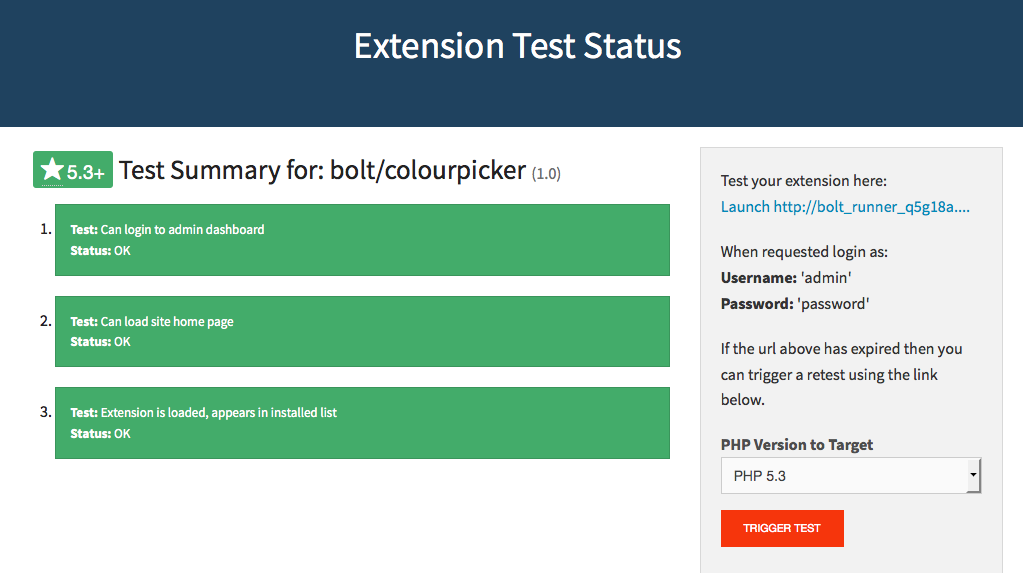 Extension Test Status
5.3+ Test Summary for: bolt/colourpicker (1.0)
1. Test: Can login to admin dashboard
Status: OK
2. Test: Can load site home page
Status: OK
3. Test: Extension is loaded, appears in installed list
Status: OK
Test your extension here:
Launch http://bolt_runner_q5g18a....
When requested login as:
Username: 'admin'
Password: 'password'
If the url above has expired then you
can trigger a retest using the link
below.
PHP Version to Target
PHP 5.3
TRIGGER TEST